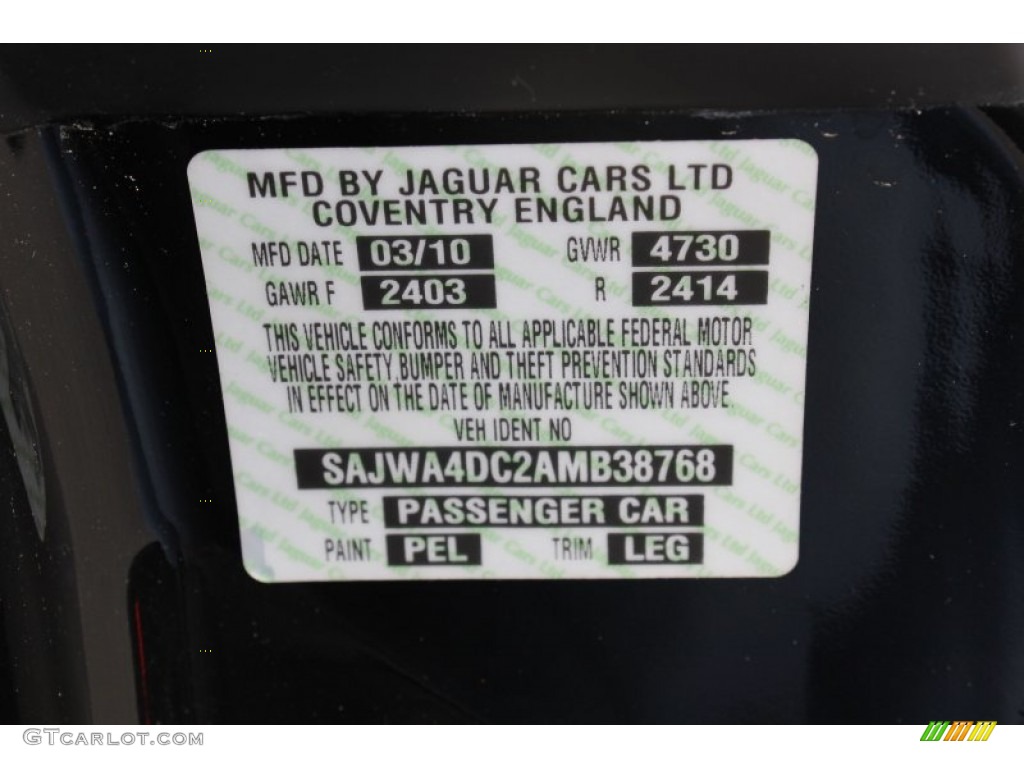 MFD BY JAGUAR CARS LTD
COVENTRY ENGLAND
MFD DATE 03/10 GVWR 4730
GAWR F 2403 R 2414
THIS VEHICLE CONFORMS TO ALL APPLICABLE FEDERAL MOTOR
VEHICLE SAFETY,BUMPER AND THEFT PREVENTION STANDARDS
IN EFFECT ON THE DATE OF MANUFACTURE SHOWN ABOVE.
VEH IDENT NO
SAJWA4DC2AMB38768
TYPE PASSENGER CAR
PAINT PEL TRIM LEG
GTCARLOT.COM